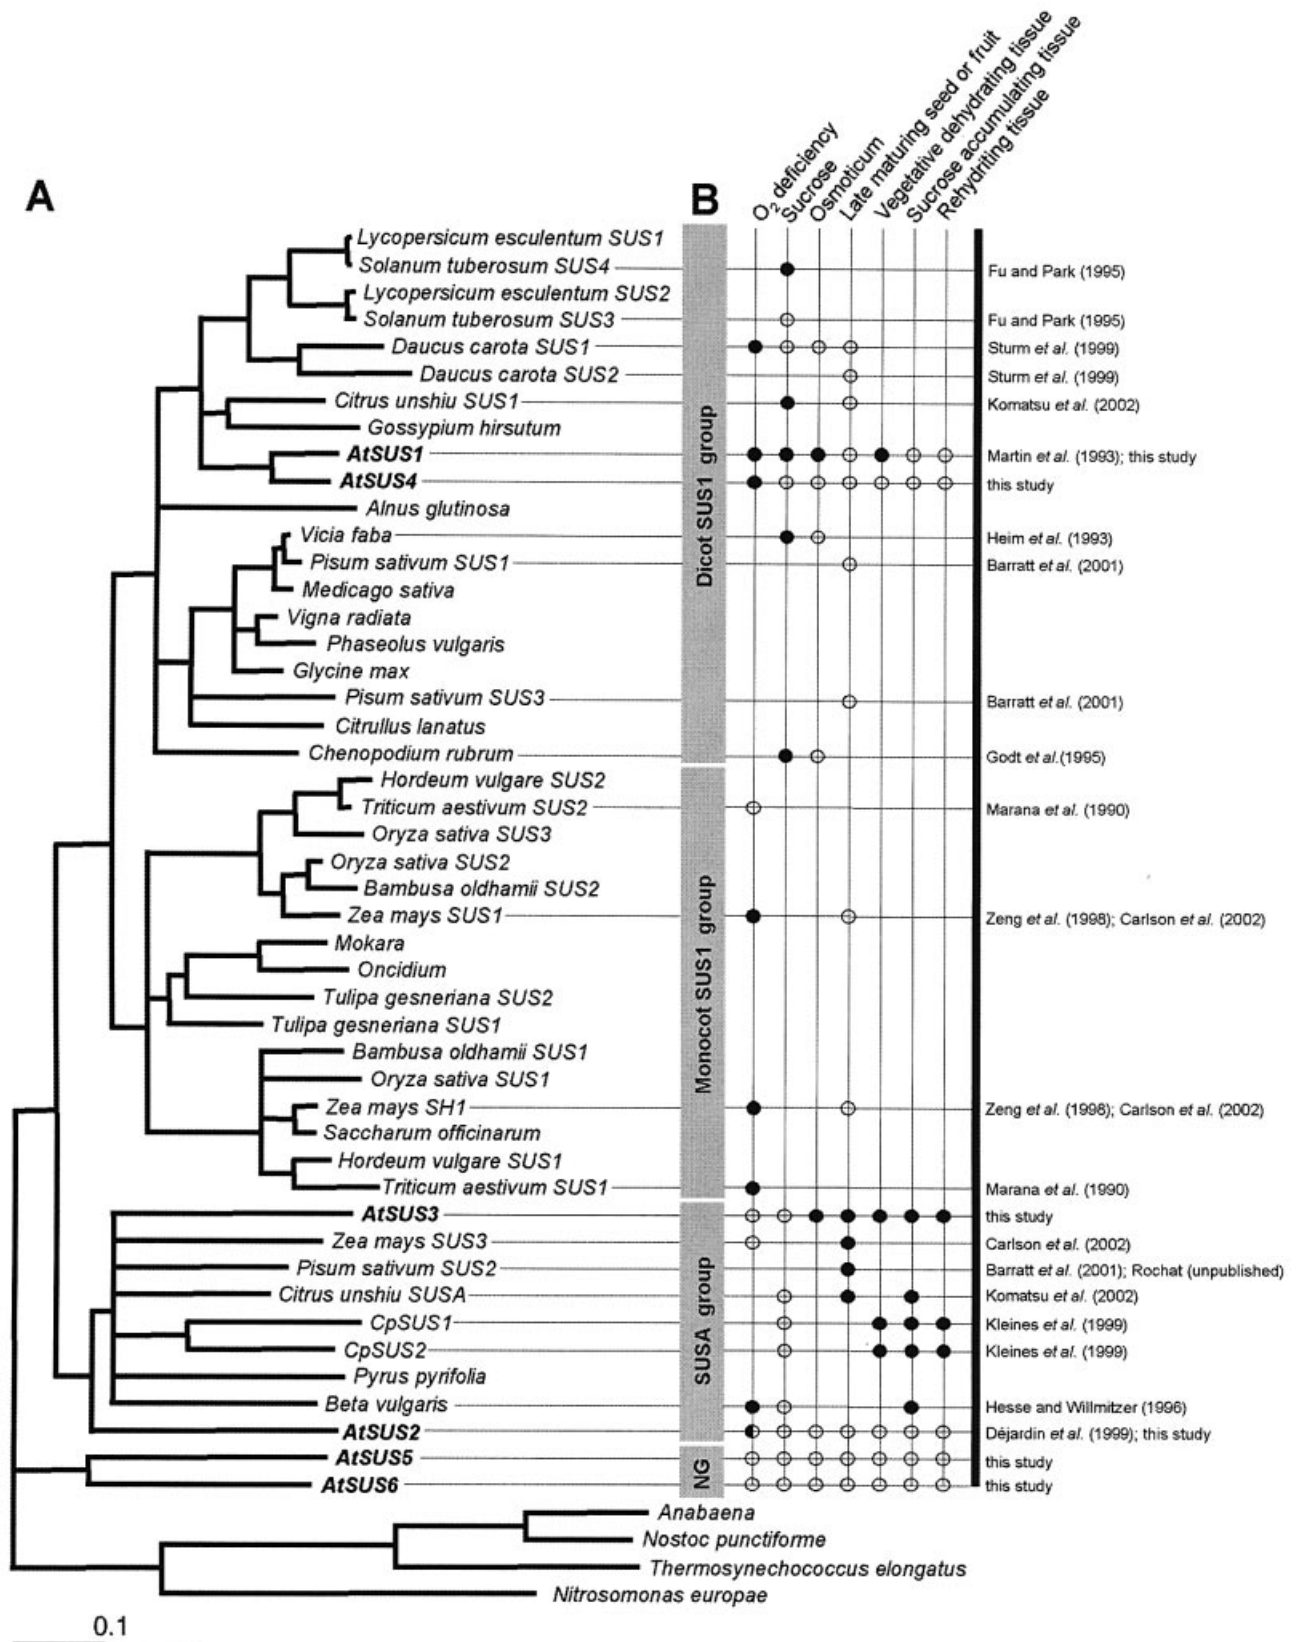 A
B
O2 deficiency
Sucrose
Osmoticum
Late maturing seed or fruit
Vegetative dehydrating tissue
Sucrose accumulating tissue
Rehydriting tissue
Lycopersicum esculentum SUS1
Solanum tuberosum SUS4 Fu and Park (1995)
Lycopersicum esculentum SUS2
Solanum tuberosum SUS3 Fu and Park (1995)
Daucus carota SUS1 Sturm et al. (1999)
Daucus carota SUS2 Sturm et al. (1999)
Citrus unshiu SUS1 Komatsu et al. (2002)
Gossypium hirsutum
AtSUS1 Martin et al. (1993); this study
AtSUS4 this study
Alnus glutinosa
Vicia faba Heim et al. (1993)
Pisum sativum SUS1 Barratt et al. (2001)
Medicago sativa
Vigna radiata
Phaseolus vulgaris
Glycine max
Pisum sativum SUS3 Barratt et al. (2001)
Citrullus lanatus
Chenopodium rubrum Godt et al.(1995)
Dicot SUS1 group
Hordeum vulgare SUS2
Triticum aestivum SUS2 Marana et al. (1990)
Oryza sativa SUS3
Oryza sativa SUS2
Bambusa oldhamii SUS2
Zea mays SUS1 Zeng et al. (1998); Carlson et al. (2002)
Mokara
Oncidium
Tulipa gesneriana SUS2
Tulipa gesneriana SUS1
Bambusa oldhamii SUS1
Oryza sativa SUS1
Zea mays SH1 Zeng et al. (1998); Carlson et al. (2002)
Saccharum officinarum
Hordeum vulgare SUS1
Triticum aestivum SUS1 Marana et al. (1990)
Monocot SUS1 group
AtSUS3 this study
Zea mays SUS3 Carlson et al. (2002)
Pisum sativum SUS2 Barratt et al. (2001); Rochat (unpublished)
Citrus unshiu SUSA Komatsu et al. (2002)
CpSUS1 Kleines et al. (1999)
CpSUS2 Kleines et al. (1999)
Pyrus pyrifolia
Beta vulgaris Hesse and Willmitzer (1996)
AtSUS2 Déjardin et al. (1999); this study
SUSA group
AtSUS5 this study
AtSUS6 this study
NG
Anabaena
Nostoc punctiforme
Thermosynechococcus elongatus
Nitrosomonas europae
0.1